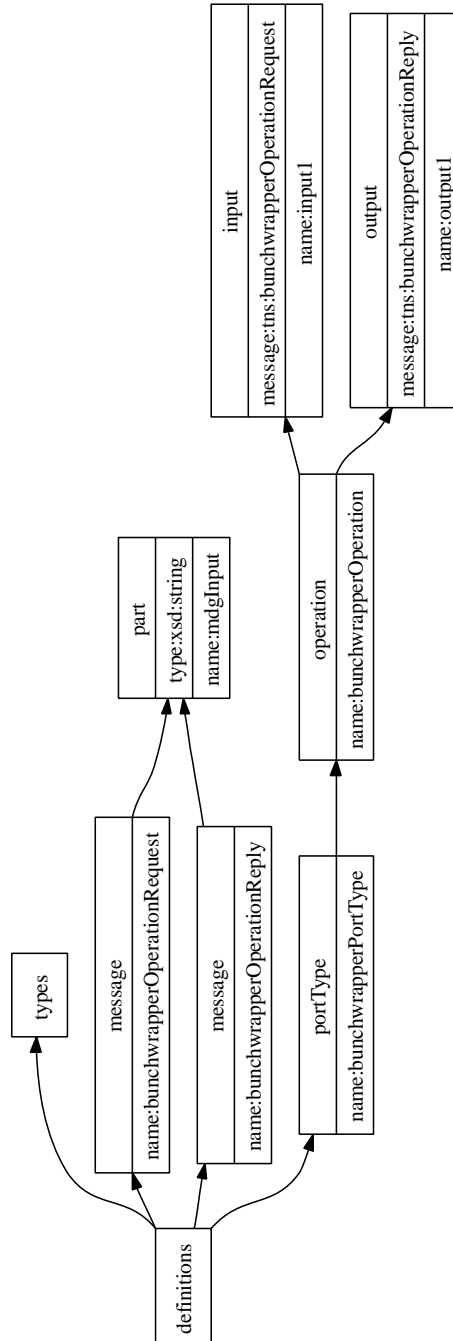 definitions
types
message
name:bunchwrapperOperationRequest
message
name:bunchwrapperOperationReply
portType
name:bunchwrapperPortType
part
type:xsd:string
name:mdgInput
operation
name:bunchwrapperOperation
input
message:tns:bunchwrapperOperationRequest
name:input1
output
message:tns:bunchwrapperOperationReply
name:output1